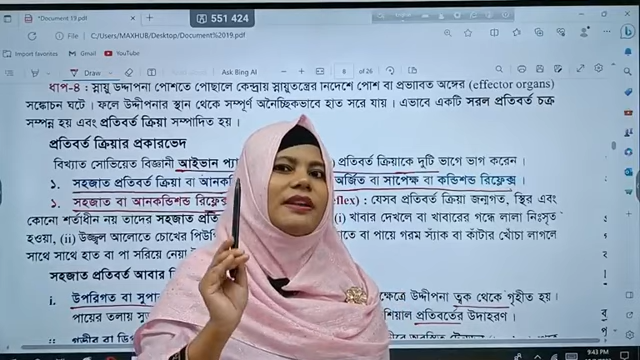 *Document 19.pdf
551 424
File C:/Users/MAXHUB/Desktop/Document%2019.pdf
Import favorites Gmail YouTube
Draw Ask Bing AI 8 of 26
ধাপ-৪ : স্নায়ু উদ্দীপনা পেশিতে পৌছালে কেন্দ্রীয় স্নায়ুতন্ত্রের নির্দেশে পেশি বা প্রভাবিত অঙ্গের (effector organs)
সঙ্কোচন ঘটে । ফলে উদ্দীপনার স্থান থেকে সম্পূর্ণ অনৈচ্ছিকভাবে হাত সরে যায় । এভাবে একটি সরল প্রতিবর্ত চক্র
সম্পন্ন হয় এবং প্রতিবর্ত ক্রিয়া সম্পাদিত হয় ।
প্রতিবর্ত ক্রিয়ার প্রকারভেদ
বিখ্যাত সোভিয়েত বিজ্ঞানী আইভান প্যা ) প্রতিবর্ত ক্রিয়াকে দুটি ভাগে ভাগ করেন ।
১. সহজাত প্রতিবর্ত ক্রিয়া বা আনক অর্জিত বা সাপেক্ষ বা কন্ডিশন্ড রিফ্লেক্স ।
১. সহজাত বা আনকন্ডিশন্ড রিফ্লে flex) : যেসব প্রতিবর্ত ক্রিয়া জন্মগত, স্থির এবং
কোনো শর্তাধীন নয় তাদের সহজাত প্রতি (i) খাবার দেখলে বা খাবারের গন্ধে লালা নিঃসৃত
হওয়া, (ii) উজ্জ্বল আলোতে চোখের পিউ তে বা পায়ে গরম স্যাঁক বা কাঁটার খোঁচা লাগলে
সাথে সাথে হাত বা পা সরিয়ে নেয়া
সহজাত প্রতিবর্ত আবার
i. উপরিগত বা সুপা ক্ষেত্রে উদ্দীপনা ত্বক থেকে গৃহীত হয় ।
পায়ের তলায় সু শিয়াল প্রতিবর্তের উদাহরণ ।
9:43 PM